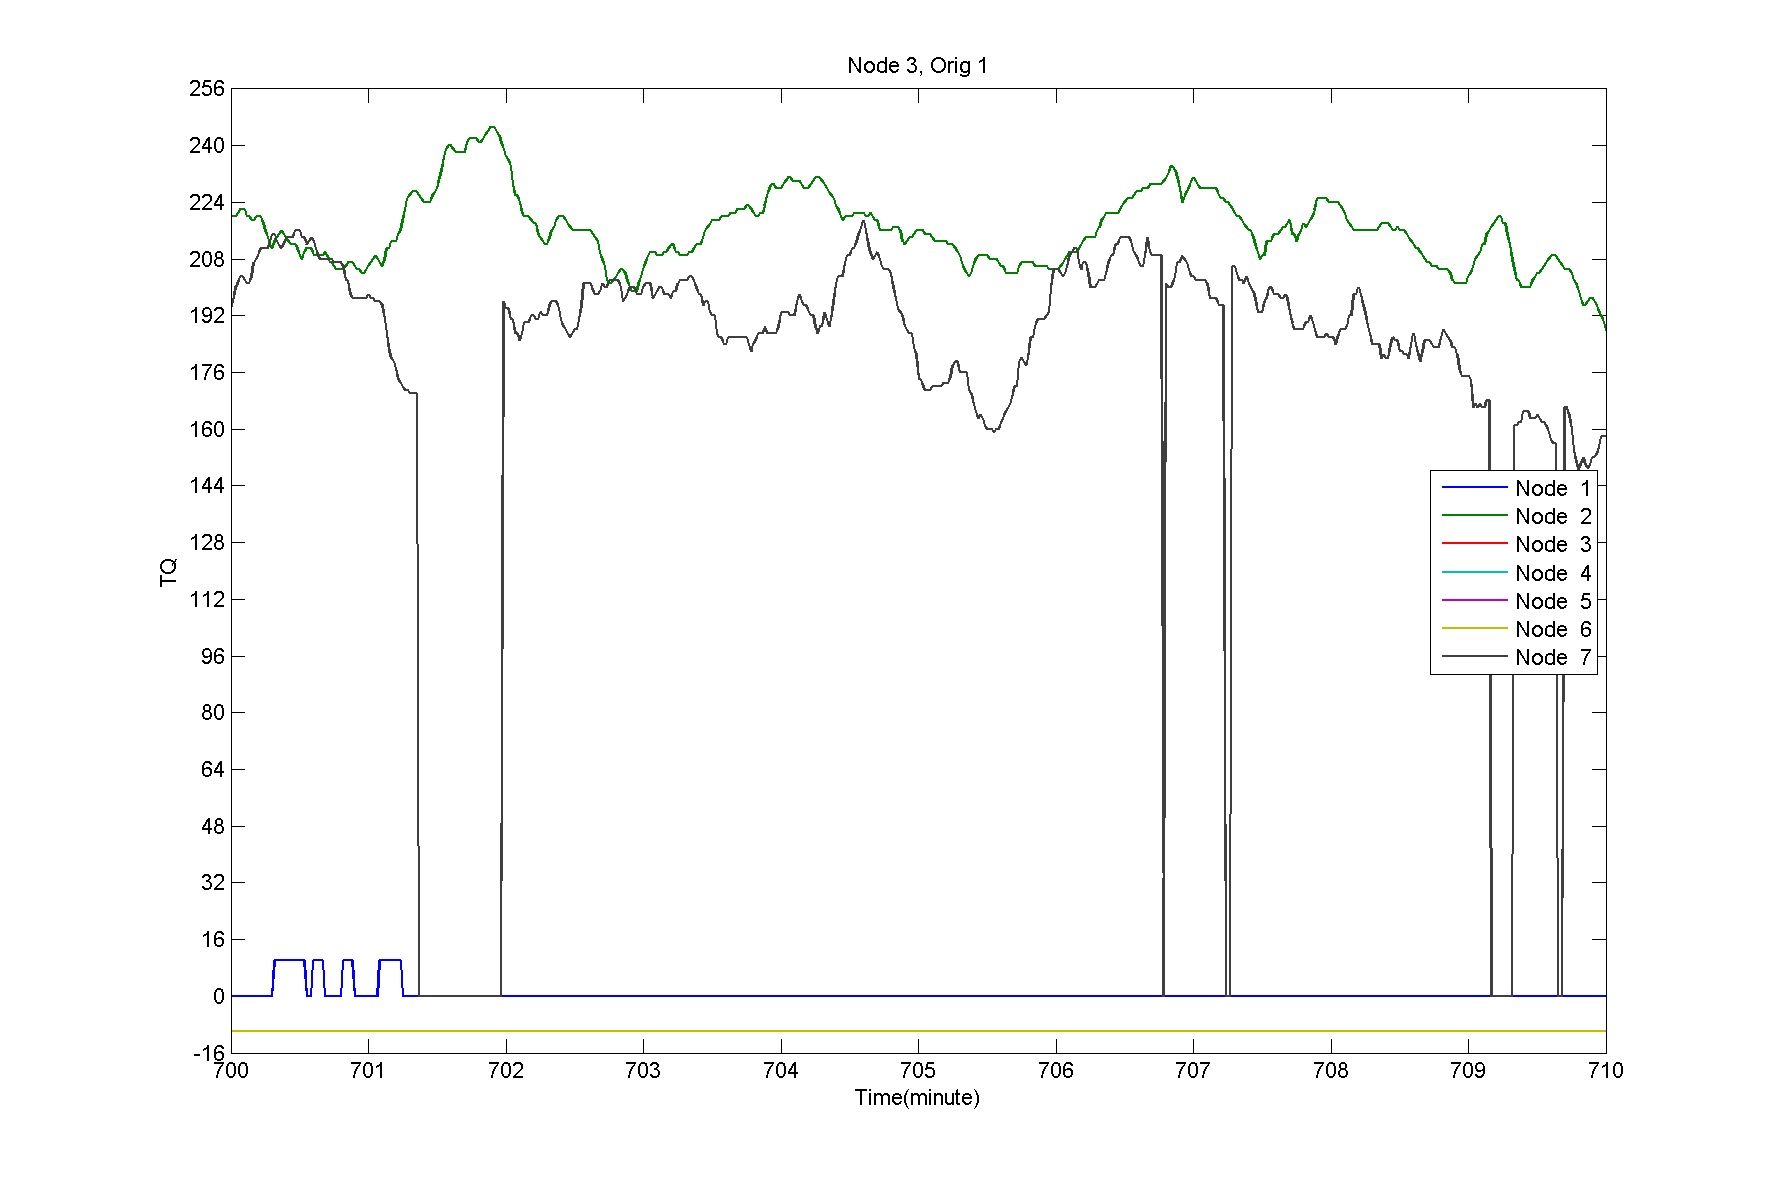 Node 3, Orig 1
256
240
224
208
192
176
160
144
128
112
96
80
64
48
32
16
0
-16
TQ
Node 1
Node 2
Node 3
Node 4
Node 5
Node 6
Node 7
700 701 702 703 704 705 706 707 708 709 710
Time(minute)